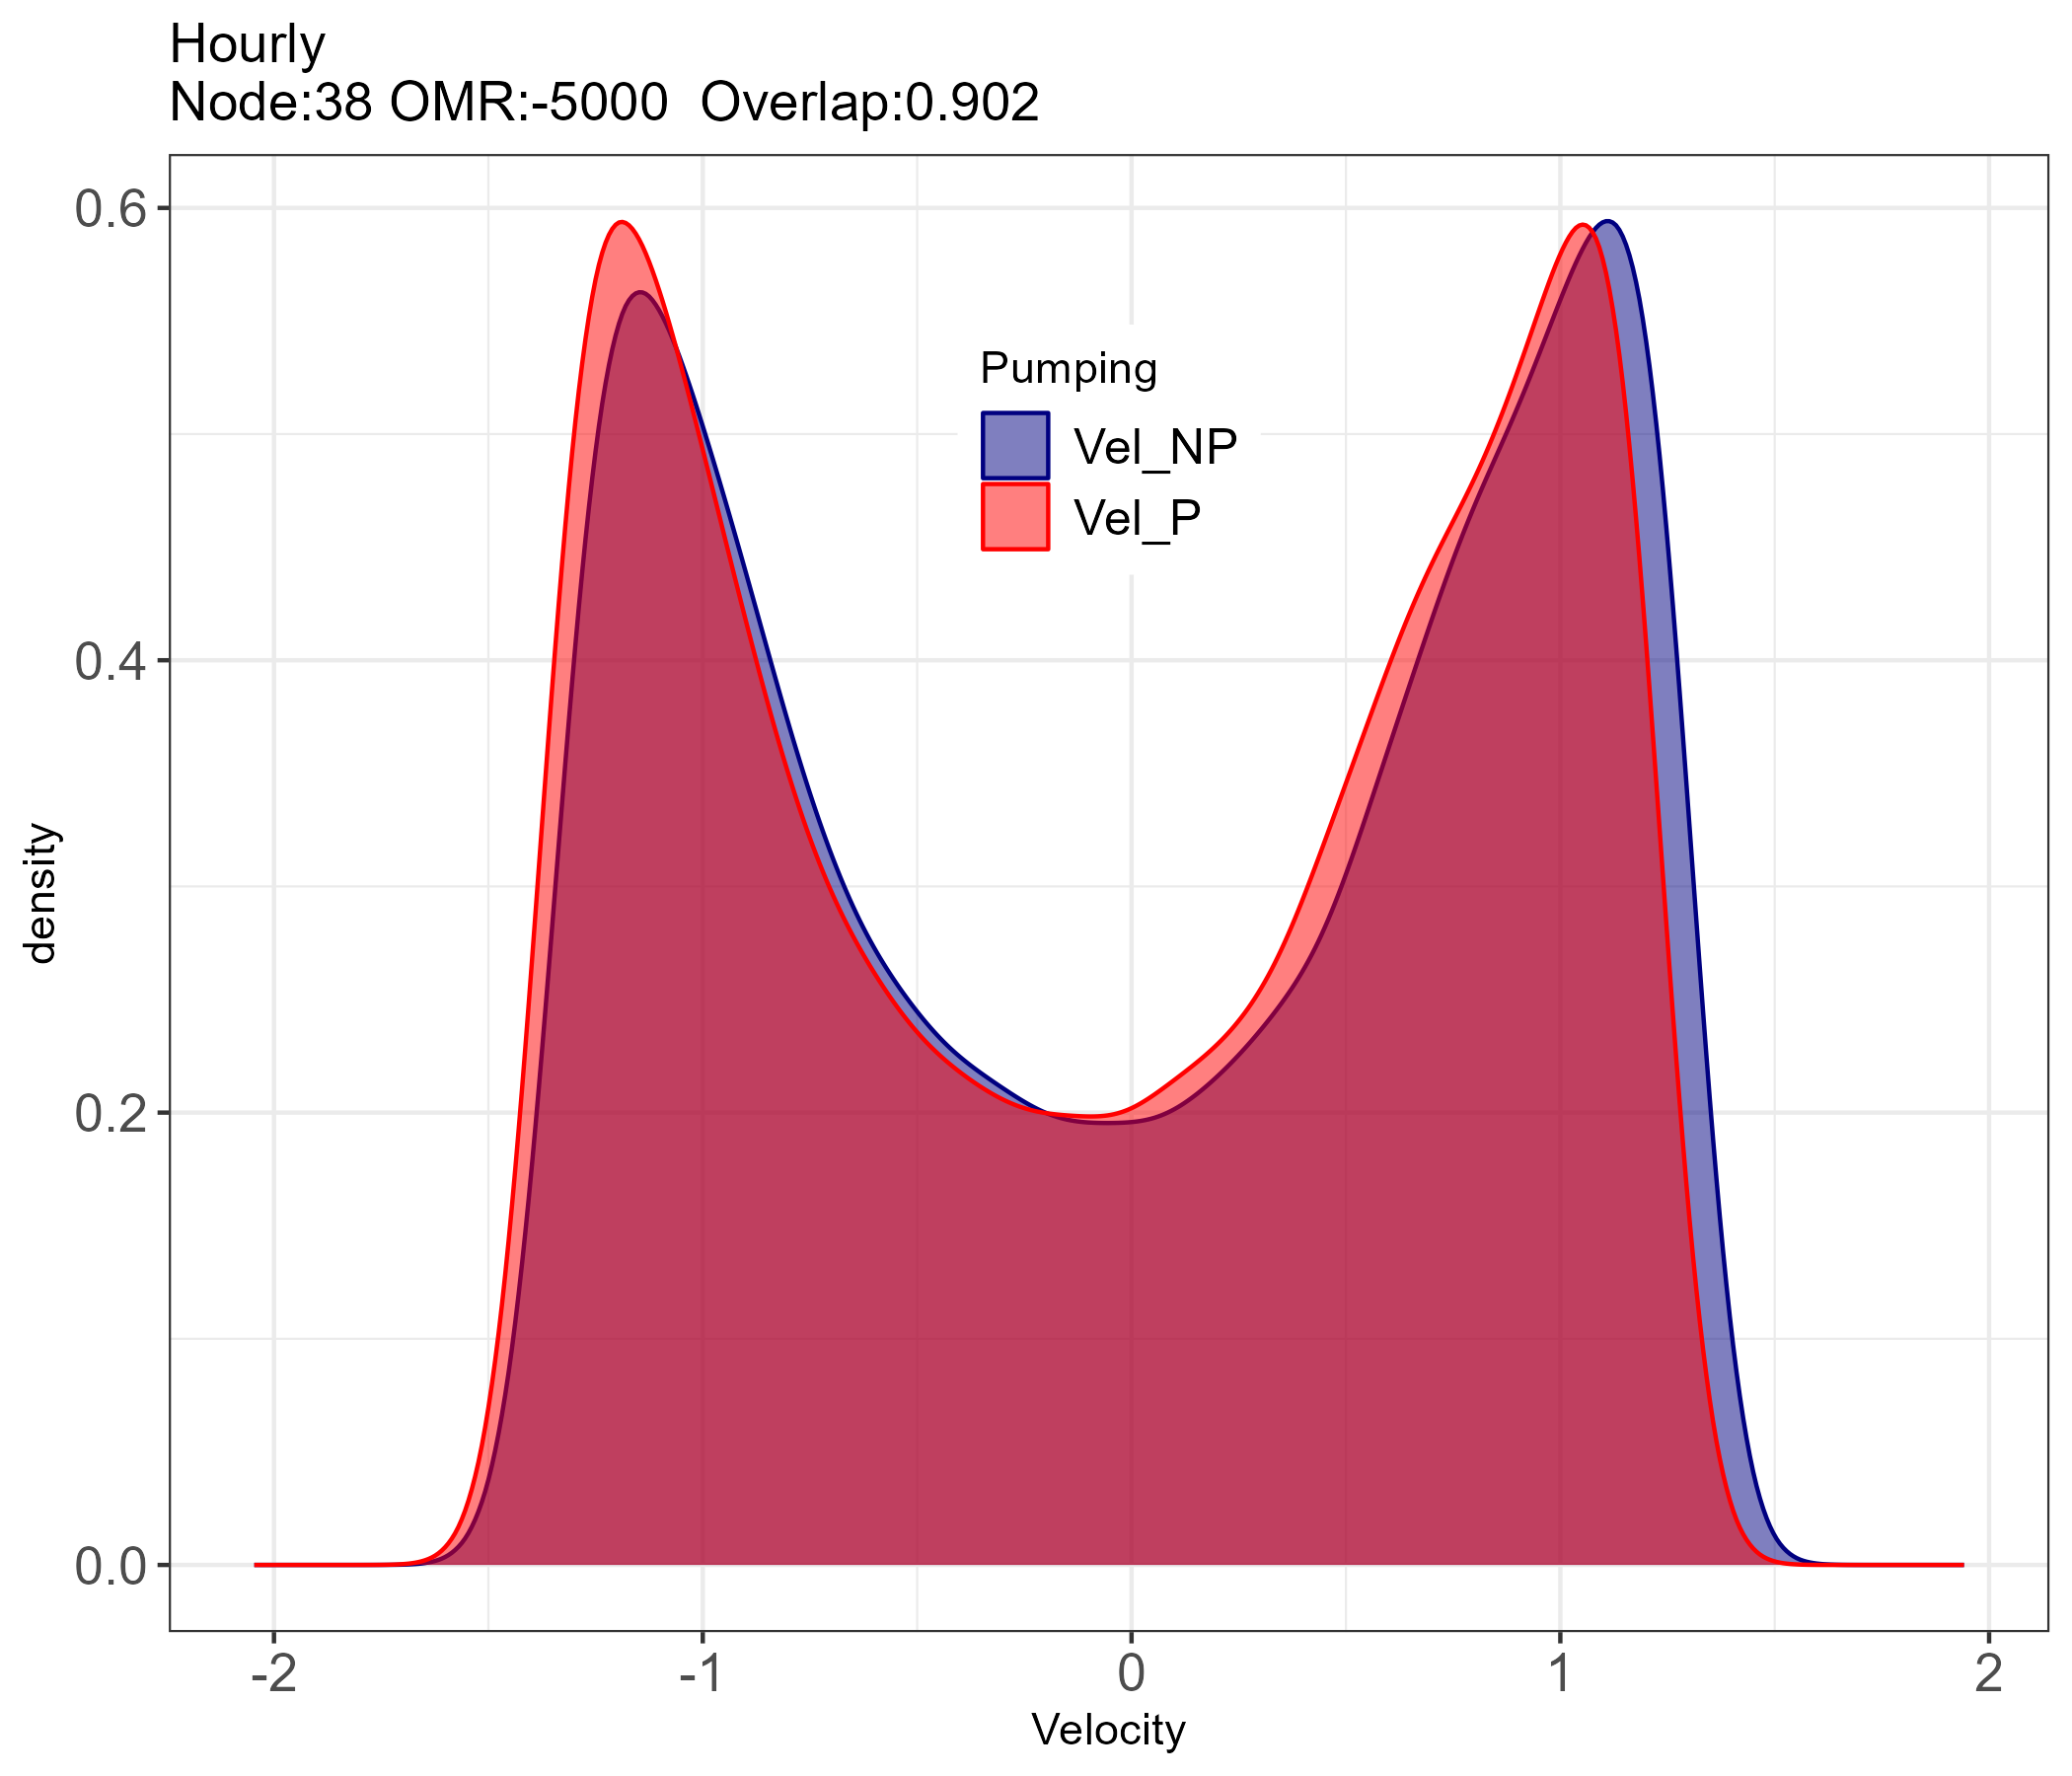 Hourly
Node:38 OMR:-5000  Overlap:0.902
0.6
0.4
0.2
0.0
density
Pumping
Vel_NP
Vel_P
-2 -1 0 1 2
Velocity